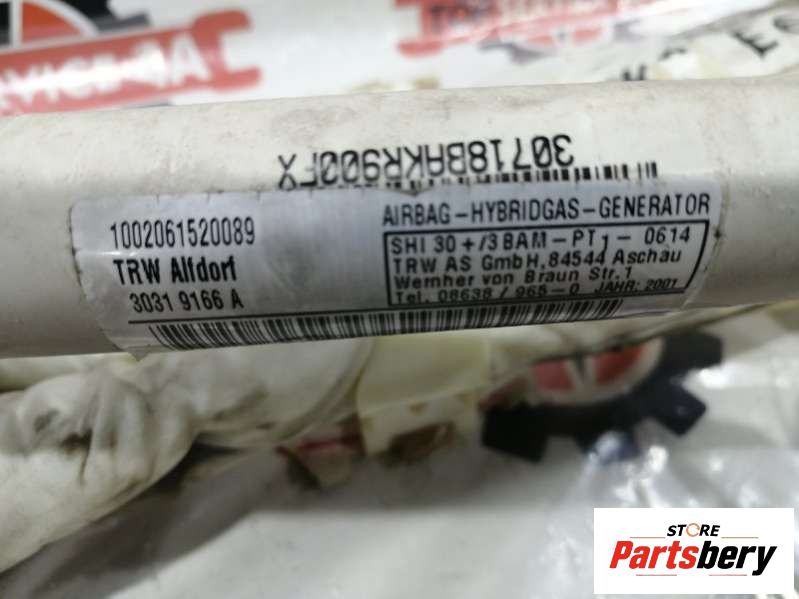 30718BAKR900FX
1002061520089
TRW Alfdorf
3031 9166 A
AIRBAG-HYBRIDGAS-GENERATOR
SHI 30 +/3 BAM - PT1 - 0614
TRW AS GmbH, 84544 Aschau
Wernher von Braun Str. 1
Tel. 08638 / 965-0 JAHR: 2001
STORE
Partsbery